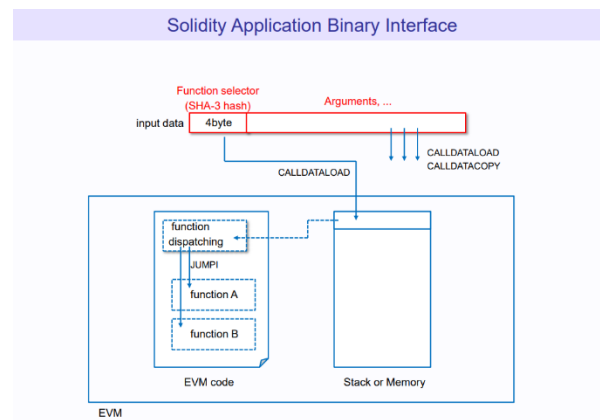 Solidity Application Binary Interface
Function selector
(SHA-3 hash)
Arguments, ...
input data
4byte
CALLDATALOAD
CALLDATACOPY
CALLDATALOAD
function
dispatching
JUMPI
function A
function B
EVM code
Stack or Memory
EVM